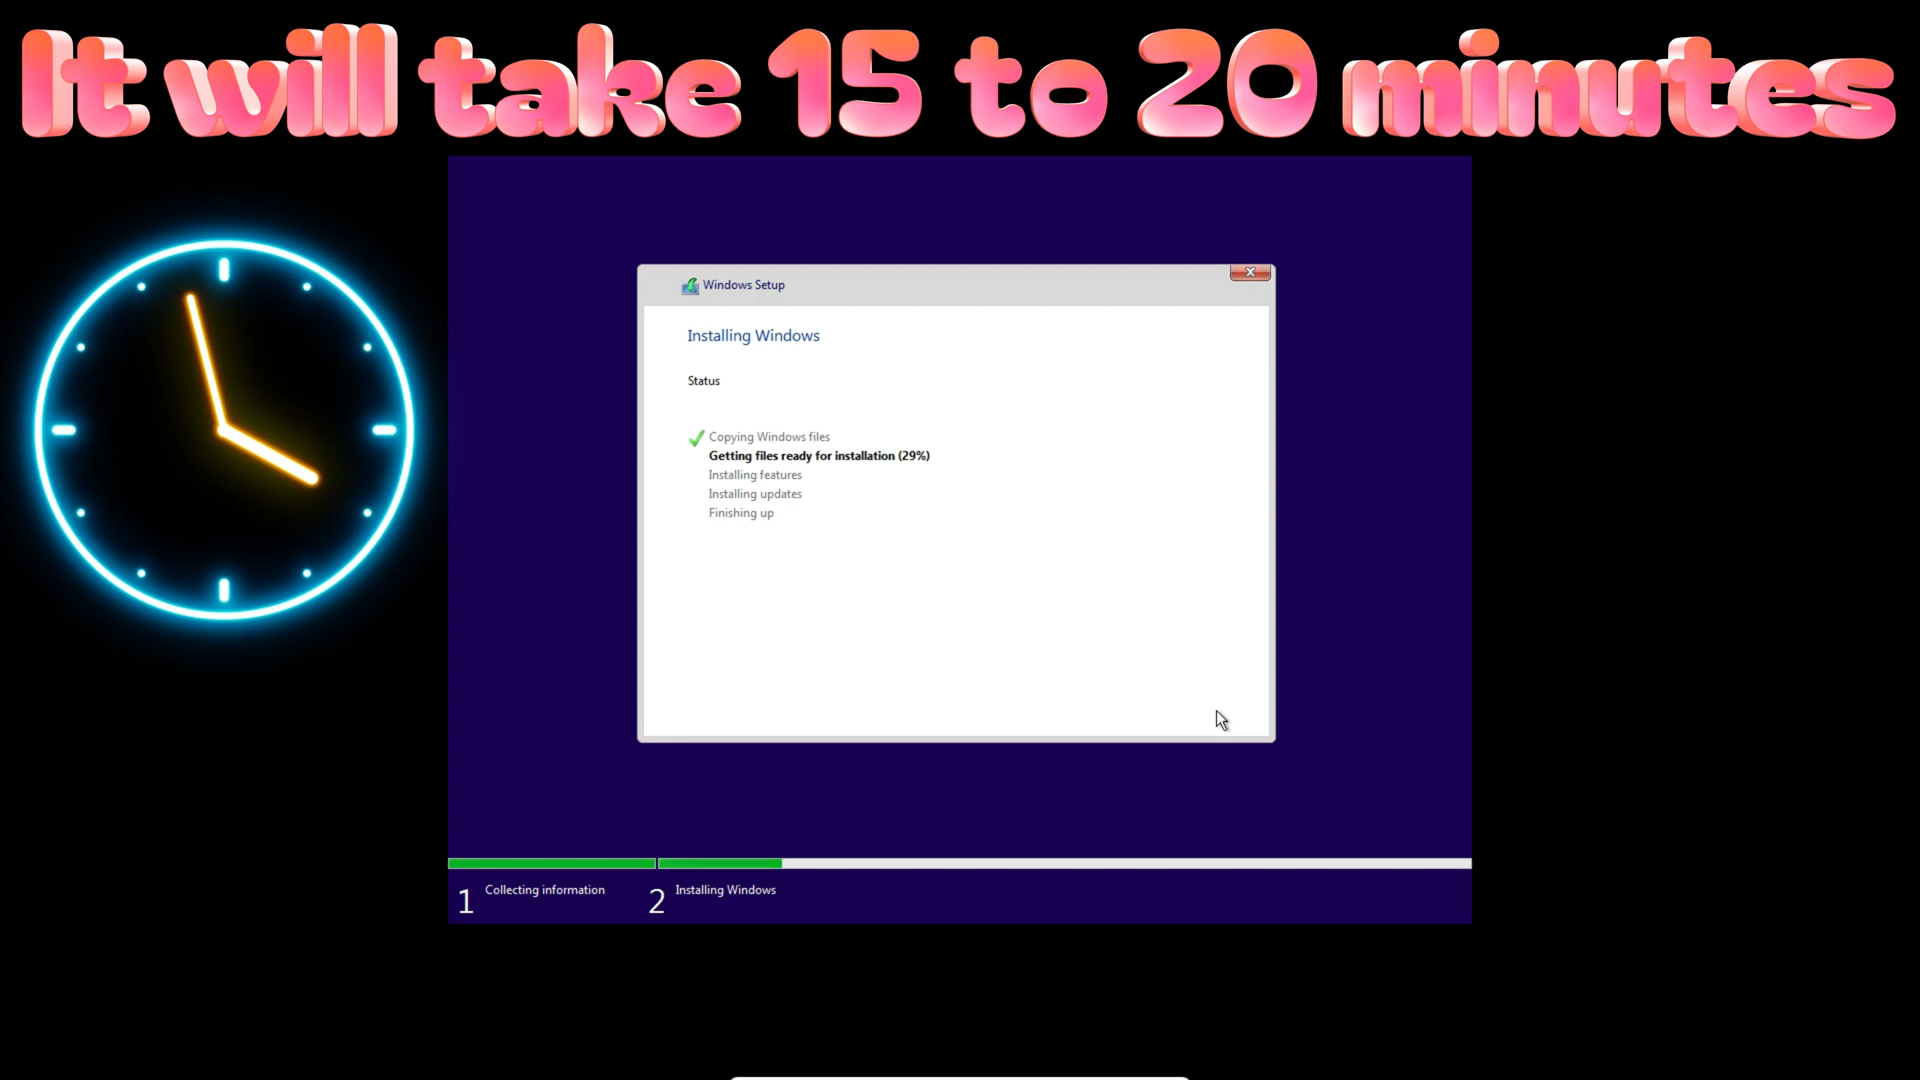 It will take 15 to 20 minutes
Windows Setup
Installing Windows
Status
Copying Windows files
Getting files ready for installation (29%)
Installing features
Installing updates
Finishing up
1 Collecting information
2 Installing Windows